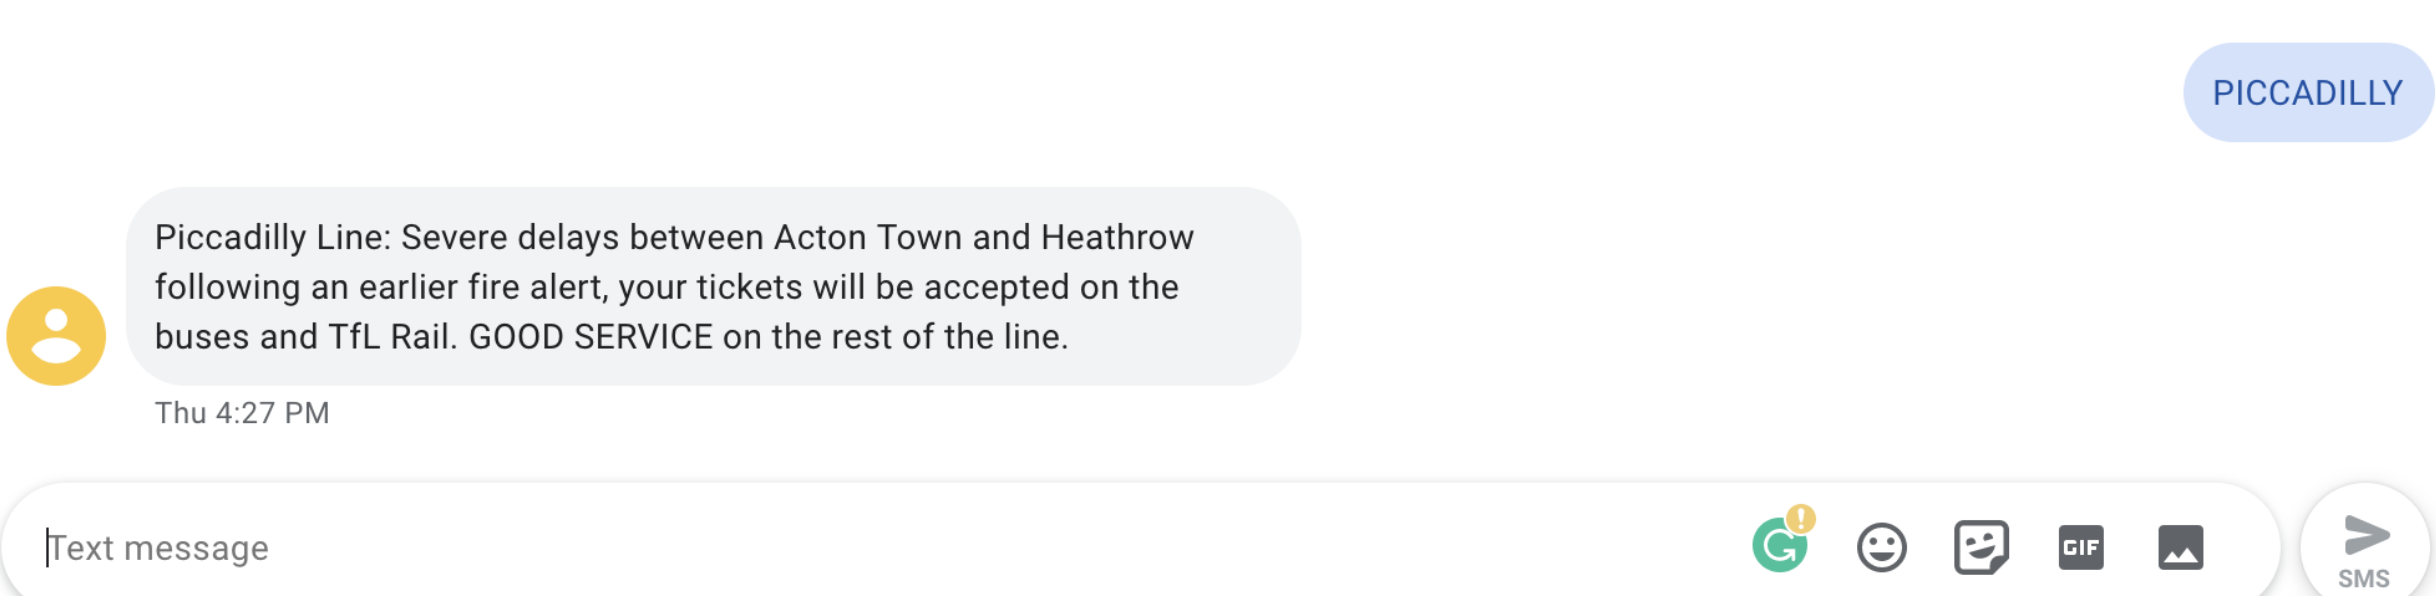 PICCADILLY
Piccadilly Line: Severe delays between Acton Town and Heathrow
following an earlier fire alert, your tickets will be accepted on the
buses and TfL Rail. GOOD SERVICE on the rest of the line.
Thu 4:27 PM
Text message
GIF
SMS